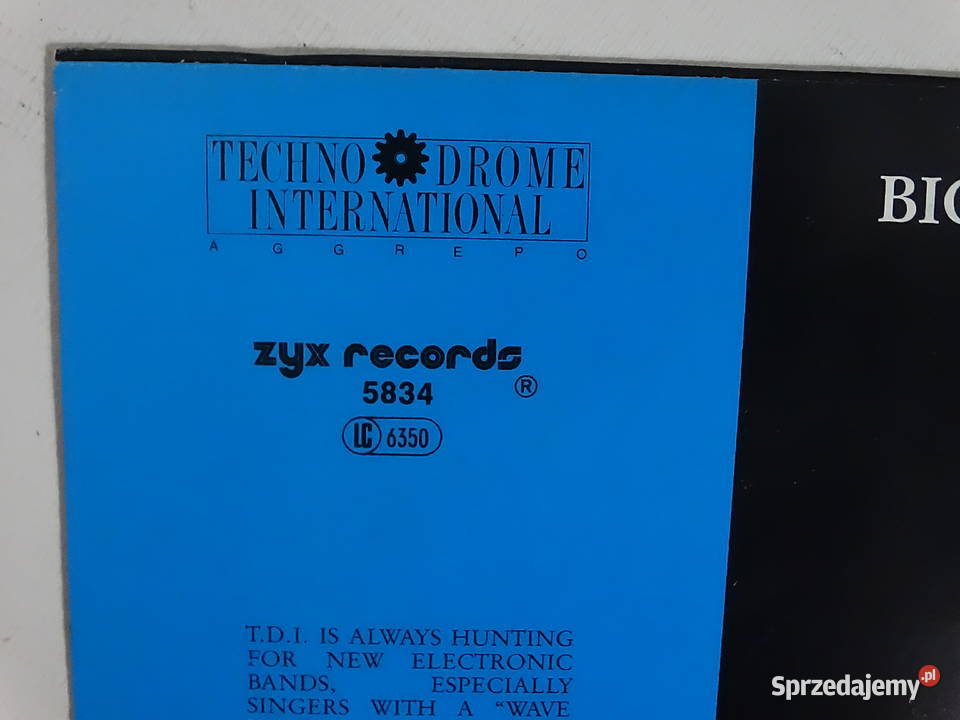 TECHNO DROME
INTERNATIONAL
AGGREPO
zyx records
5834 ®
LC 6350
T.D.I. IS ALWAYS HUNTING
FOR NEW ELECTRONIC
BANDS, ESPECIALLY
SINGERS WITH A “WAVE
Sprzedajemy.pl